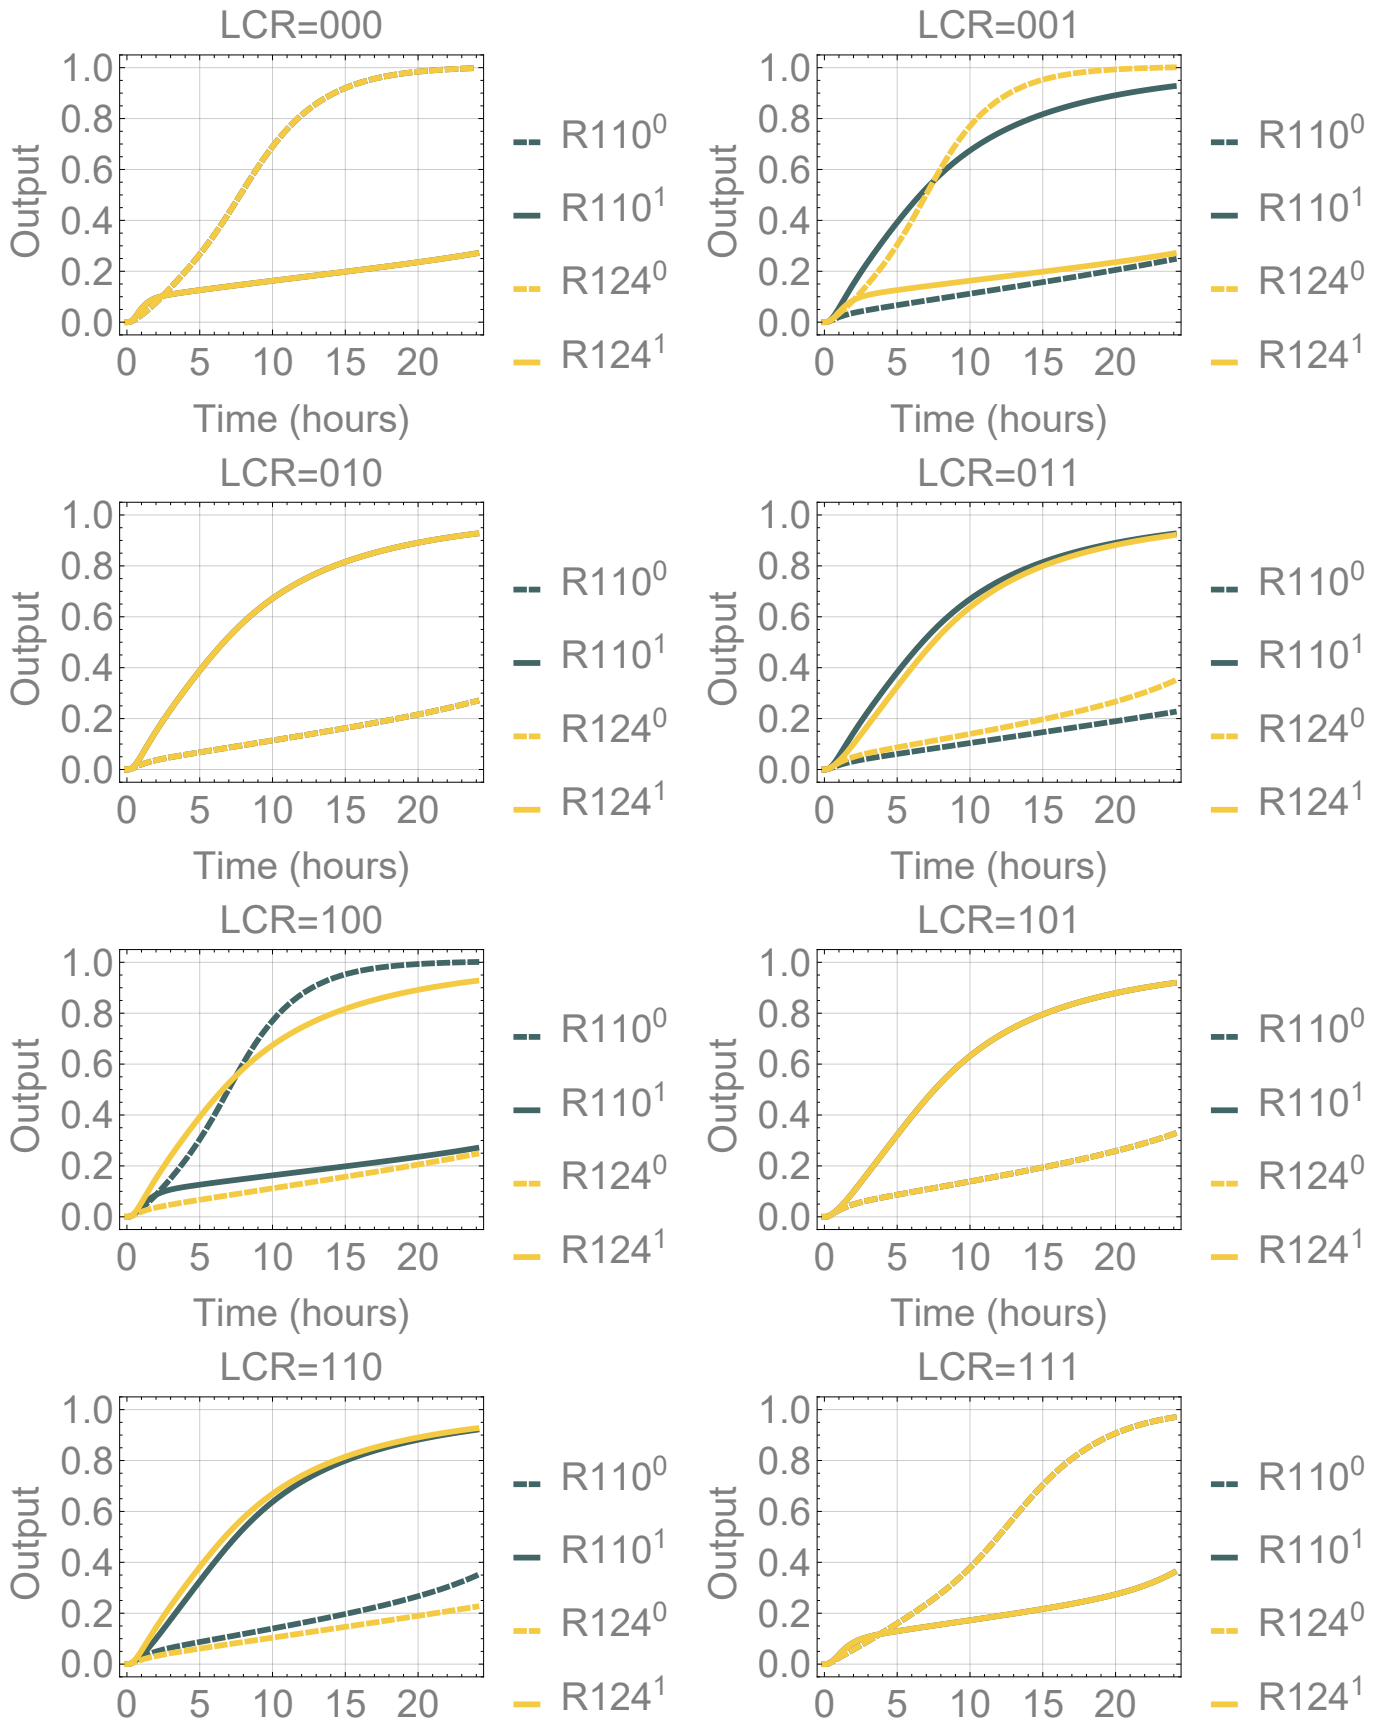 LCR=000
1.0
0.8
0.6
0.4
0.2
0.0
Output
0 5 10 15 20
Time (hours)
R110⁰
R110¹
R124⁰
R124¹
LCR=001
1.0
0.8
0.6
0.4
0.2
0.0
Output
0 5 10 15 20
Time (hours)
R110⁰
R110¹
R124⁰
R124¹
LCR=010
1.0
0.8
0.6
0.4
0.2
0.0
Output
0 5 10 15 20
Time (hours)
R110⁰
R110¹
R124⁰
R124¹
LCR=011
1.0
0.8
0.6
0.4
0.2
0.0
Output
0 5 10 15 20
Time (hours)
R110⁰
R110¹
R124⁰
R124¹
LCR=100
1.0
0.8
0.6
0.4
0.2
0.0
Output
0 5 10 15 20
Time (hours)
R110⁰
R110¹
R124⁰
R124¹
LCR=101
1.0
0.8
0.6
0.4
0.2
0.0
Output
0 5 10 15 20
Time (hours)
R110⁰
R110¹
R124⁰
R124¹
LCR=110
1.0
0.8
0.6
0.4
0.2
0.0
Output
0 5 10 15 20
R110⁰
R110¹
R124⁰
R124¹
LCR=111
1.0
0.8
0.6
0.4
0.2
0.0
Output
0 5 10 15 20
R110⁰
R110¹
R124⁰
R124¹